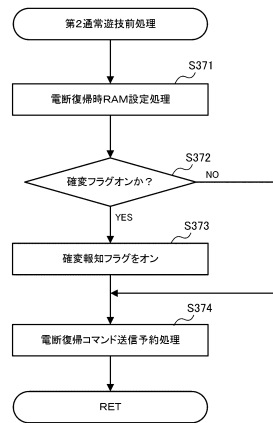 第2通常遊技前処理
S371
電断復帰時RAM設定処理
S372
確変フラグオンか？
NO
YES
S373
確変報知フラグをオン
S374
電断復帰コマンド送信予約処理
RET